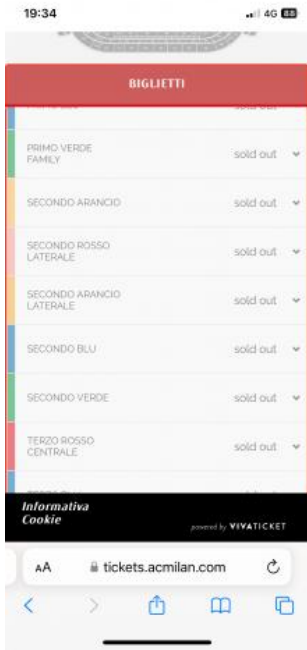 19:34
4G 88
BIGLIETTI
PRIMO VERDE
FAMILY
sold out
SECONDO ARANCIO
sold out
SECONDO ROSSO
LATERALE
sold out
SECONDO ARANCIO
LATERALE
sold out
SECONDO BLU
sold out
SECONDO VERDE
sold out
TERZO ROSSO
CENTRALE
sold out
Informativa
Cookie
powered by VIVATICKET
AA
tickets.acmilan.com